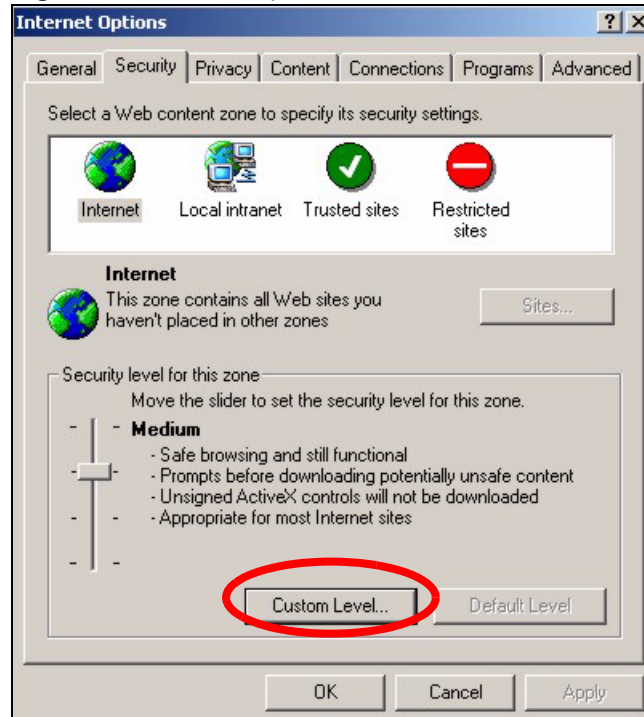 Internet Options
? X
General Security Privacy Content Connections Programs Advanced
Select a Web content zone to specify its security settings.
Internet Local intranet Trusted sites Restricted
sites
Internet
This zone contains all Web sites you
haven't placed in other zones
Sites...
Security level for this zone
Move the slider to set the security level for this zone.
Medium
- Safe browsing and still functional
- Prompts before downloading potentially unsafe content
- Unsigned ActiveX controls will not be downloaded
- Appropriate for most Internet sites
Custom Level... Default Level
OK Cancel Apply